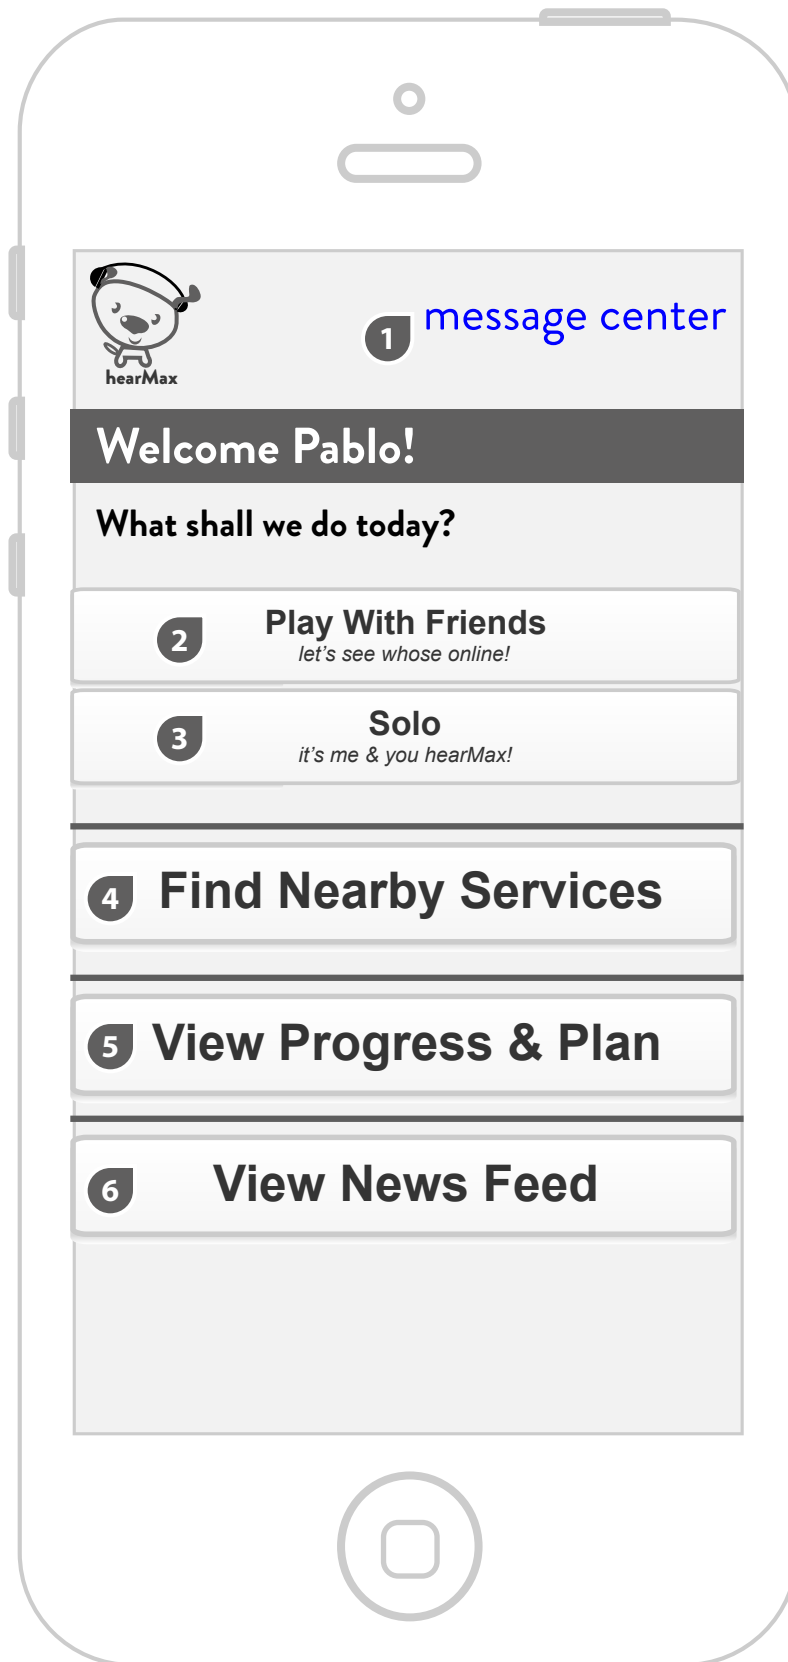 hearMax
1 message center
Welcome Pablo!
What shall we do today?
2 Play With Friends
let's see whose online!
3 Solo
it's me & you hearMax!
4 Find Nearby Services
5 View Progress & Plan
6 View News Feed